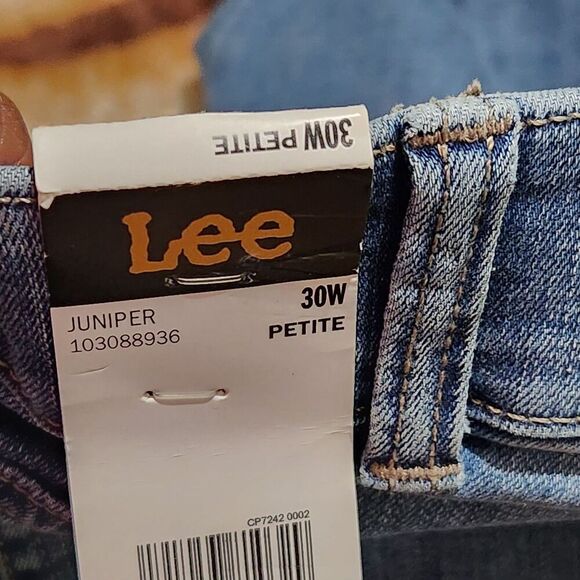 30W PETITE
Lee
30W
JUNIPER
PETITE
103088936
CP7242 0002